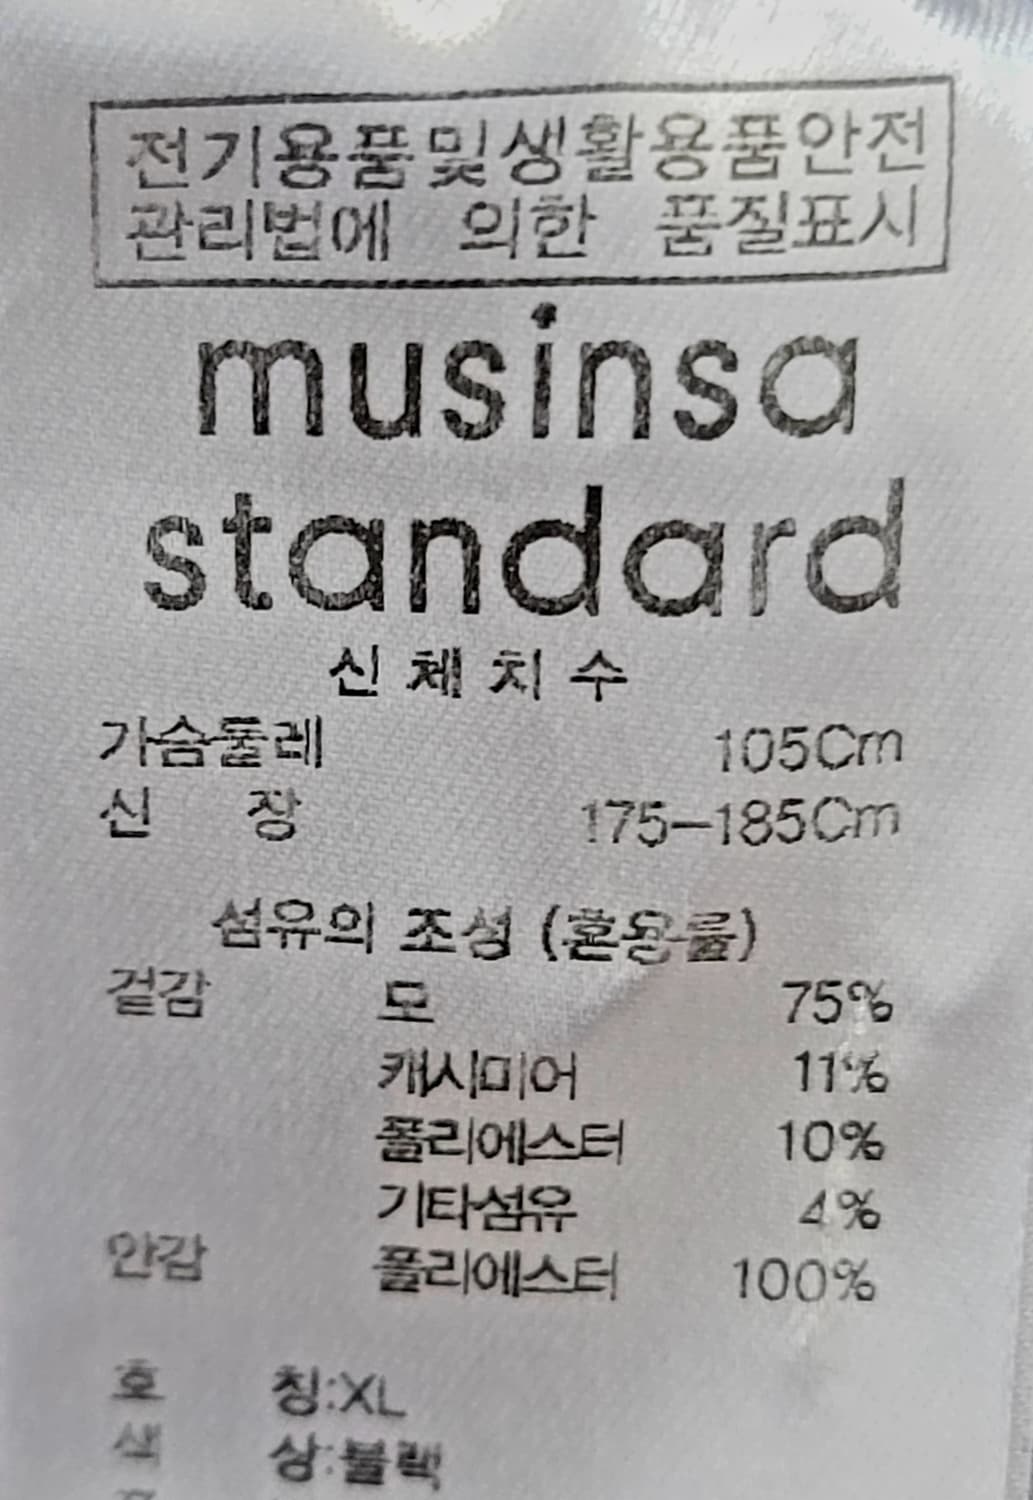 전기용품및생활용품안전
관리법에 의한 품질표시
musinsa
standard
신체치수
가슴둘레 105Cm
신 장 175-185Cm
섬유의 조성 (혼용률)
겉감 모 75%
캐시미어 11%
폴리에스터 10%
기타섬유 4%
안감 폴리에스터 100%
호 칭:XL
색 상:블랙